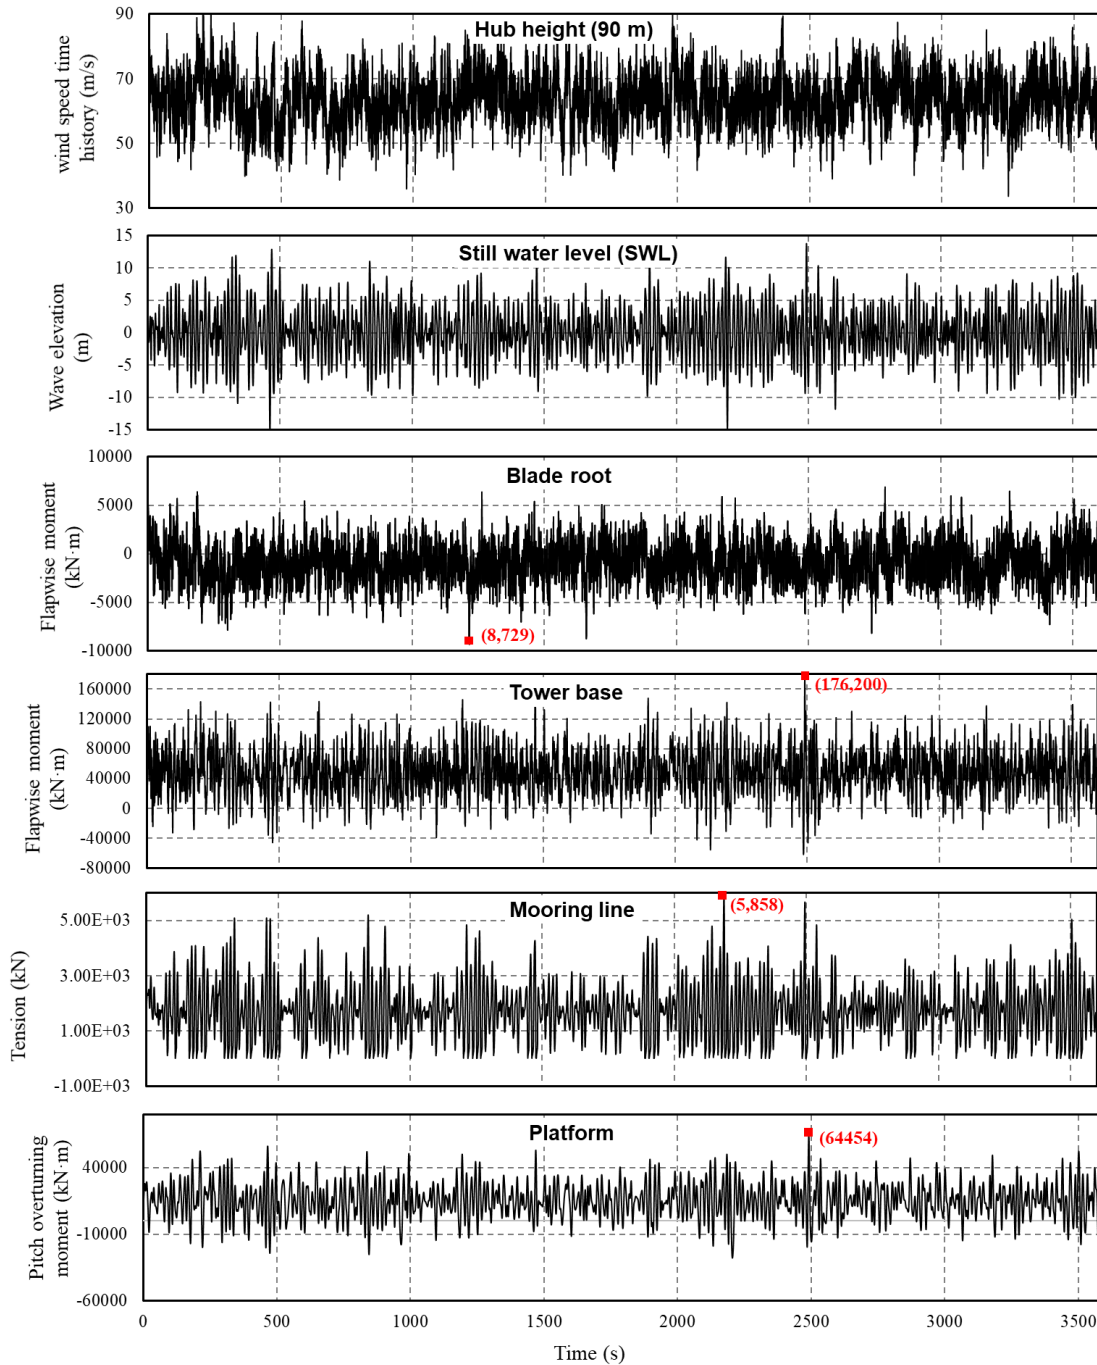 Hub height (90 m)
wind speed time
history (m/s)
90
70
50
30
Still water level (SWL)
Wave elevation
(m)
15
10
5
0
-5
-10
-15
Blade root
Flapwise moment
(kN·m)
10000
5000
0
-5000
-10000
(8,729)
Tower base
Flapwise moment
(kN·m)
160000
120000
80000
40000
0
-40000
-80000
(176,200)
Mooring line
Tension (kN)
5.00E+03
3.00E+03
1.00E+03
-1.00E+03
(5,858)
Platform
Pitch overturning
moment (kN·m)
40000
-10000
-60000
(64454)
0 500 1000 1500 2000 2500 3000 3500
Time (s)